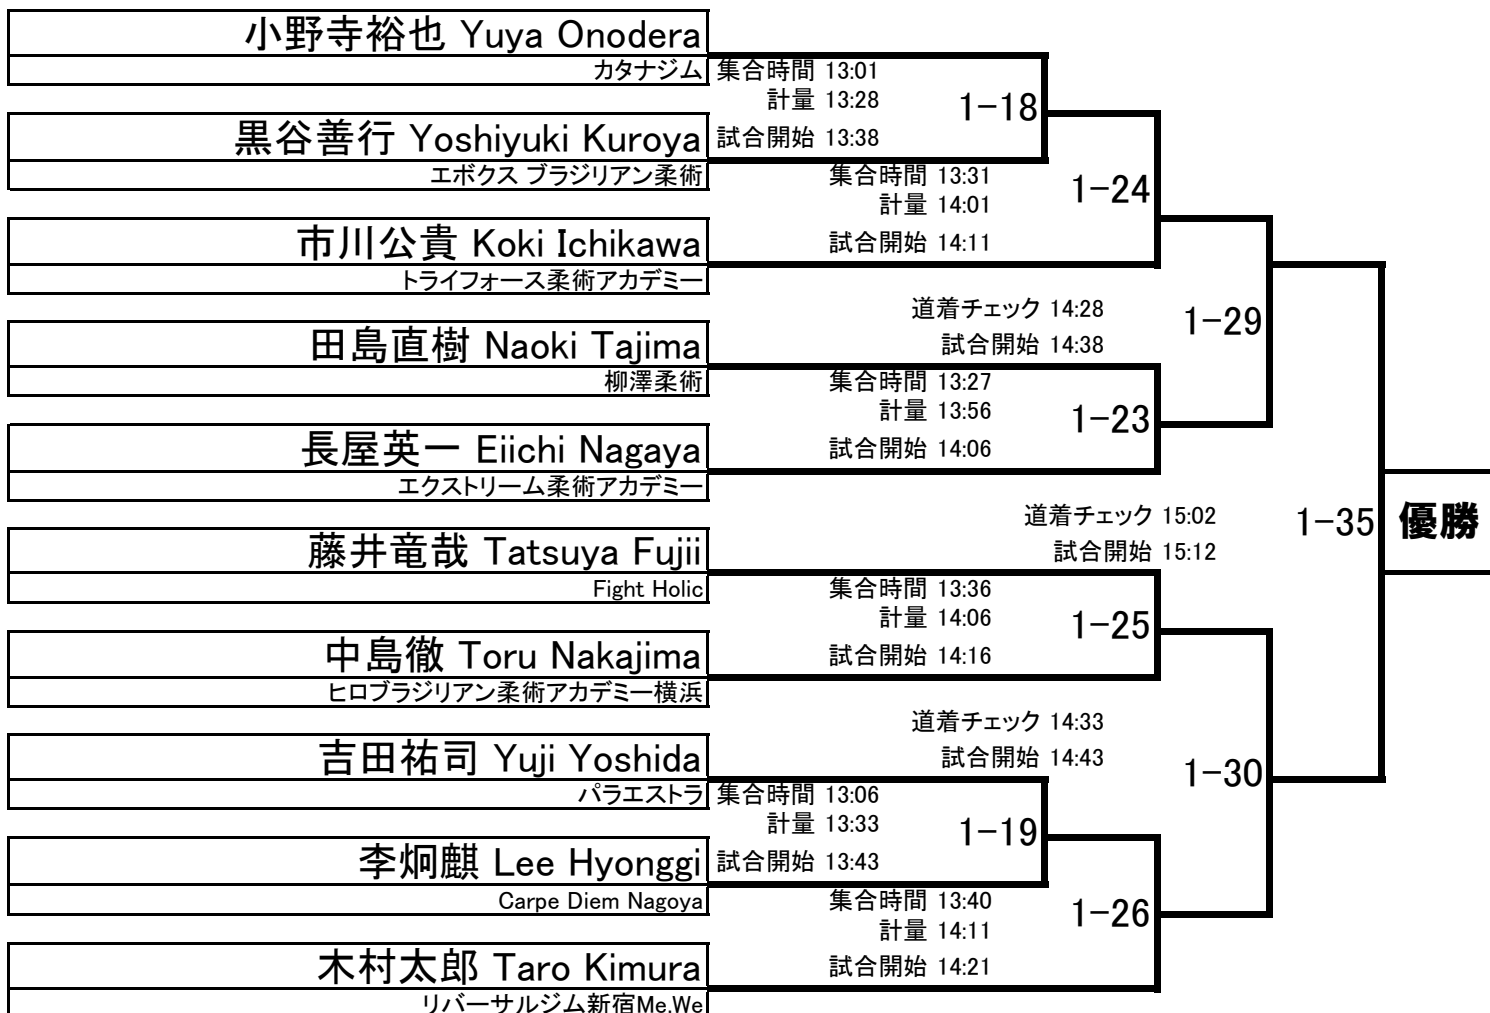 小野寺裕也 Yuya Onodera
カタナジム
集合時間 13:01
計量 13:28
1-18
黒谷善行 Yoshiyuki Kuroya
試合開始 13:38
エボクス ブラジリアン柔術
集合時間 13:31
計量 14:01
1-24
市川公貴 Koki Ichikawa
試合開始 14:11
トライフォース柔術アカデミー
道着チェック 14:28
1-29
田島直樹 Naoki Tajima
試合開始 14:38
柳澤柔術
集合時間 13:27
計量 13:56
1-23
長屋英一 Eiichi Nagaya
試合開始 14:06
エクストリーム柔術アカデミー
道着チェック 15:02
1-35
優勝
藤井竜哉 Tatsuya Fujii
試合開始 15:12
Fight Holic
集合時間 13:36
計量 14:06
1-25
中島徹 Toru Nakajima
試合開始 14:16
ヒロブラジリアン柔術アカデミー横浜
道着チェック 14:33
吉田祐司 Yuji Yoshida
試合開始 14:43
1-30
パラエストラ
集合時間 13:06
計量 13:33
1-19
李炯麒 Lee Hyonggi
試合開始 13:43
Carpe Diem Nagoya
集合時間 13:40
計量 14:11
1-26
木村太郎 Taro Kimura
試合開始 14:21
リバーサルジム新宿Me,We